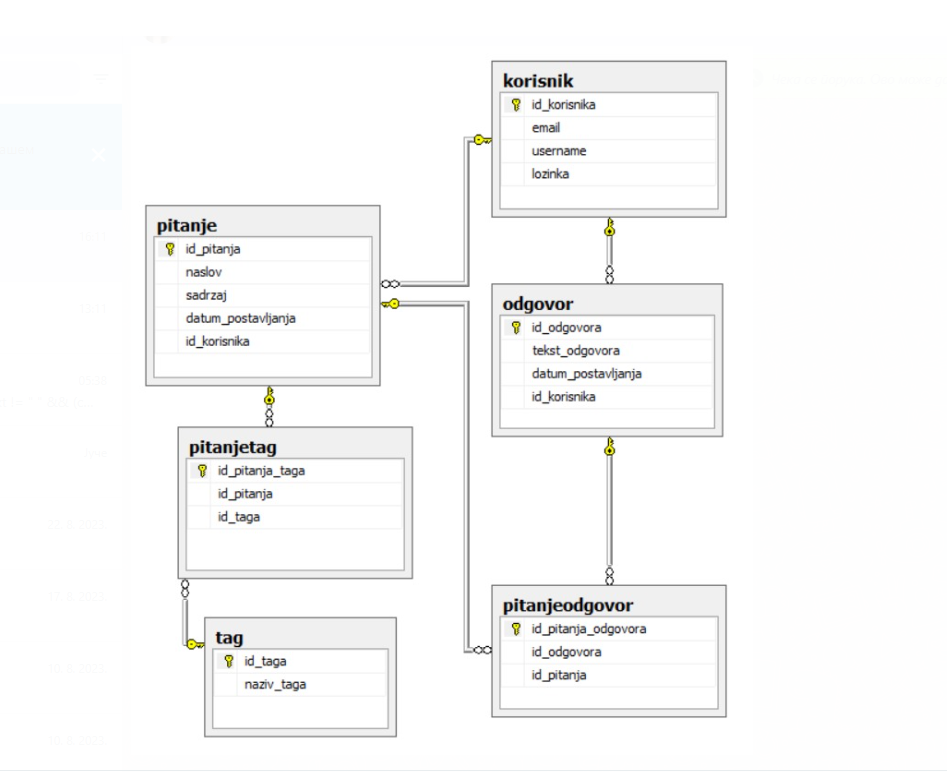 korisnik
id_korisnika
email
username
lozinka
pitanje
id_pitanja
naslov
sadrzaj
datum_postavljanja
id_korisnika
odgovor
id_odgovora
tekst_odgovora
datum_postavljanja
id_korisnika
pitanjetag
id_pitanja_taga
id_pitanja
id_taga
pitanjeodgovor
id_pitanja_odgovora
id_odgovora
id_pitanja
tag
id_taga
naziv_taga